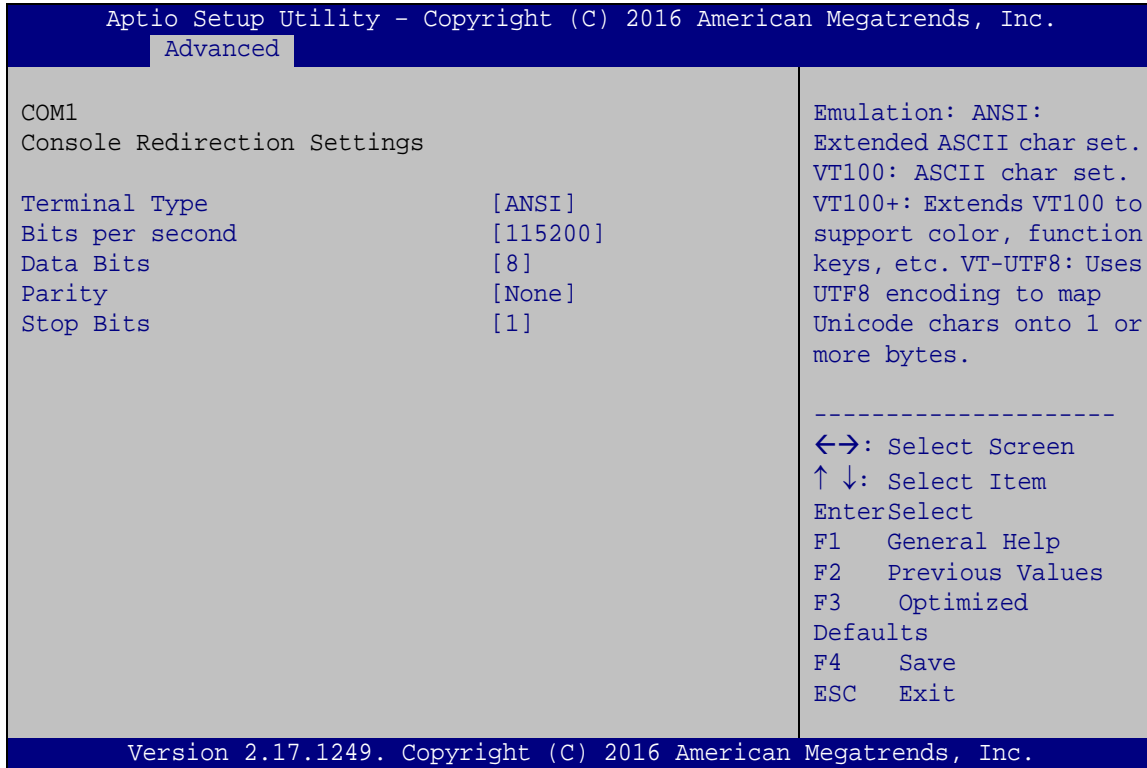 Aptio Setup Utility – Copyright (C) 2016 American Megatrends, Inc.
Advanced
COM1
Console Redirection Settings
Terminal Type [ANSI]
Bits per second [115200]
Data Bits [8]
Parity [None]
Stop Bits [1]
Emulation: ANSI:
Extended ASCII char set.
VT100: ASCII char set.
VT100+: Extends VT100 to
support color, function
keys, etc. VT-UTF8: Uses
UTF8 encoding to map
Unicode chars onto 1 or
more bytes.
---------------------
←→: Select Screen
↑ ↓: Select Item
EnterSelect
F1 General Help
F2 Previous Values
F3 Optimized
Defaults
F4 Save
ESC Exit
Version 2.17.1249. Copyright (C) 2016 American Megatrends, Inc.